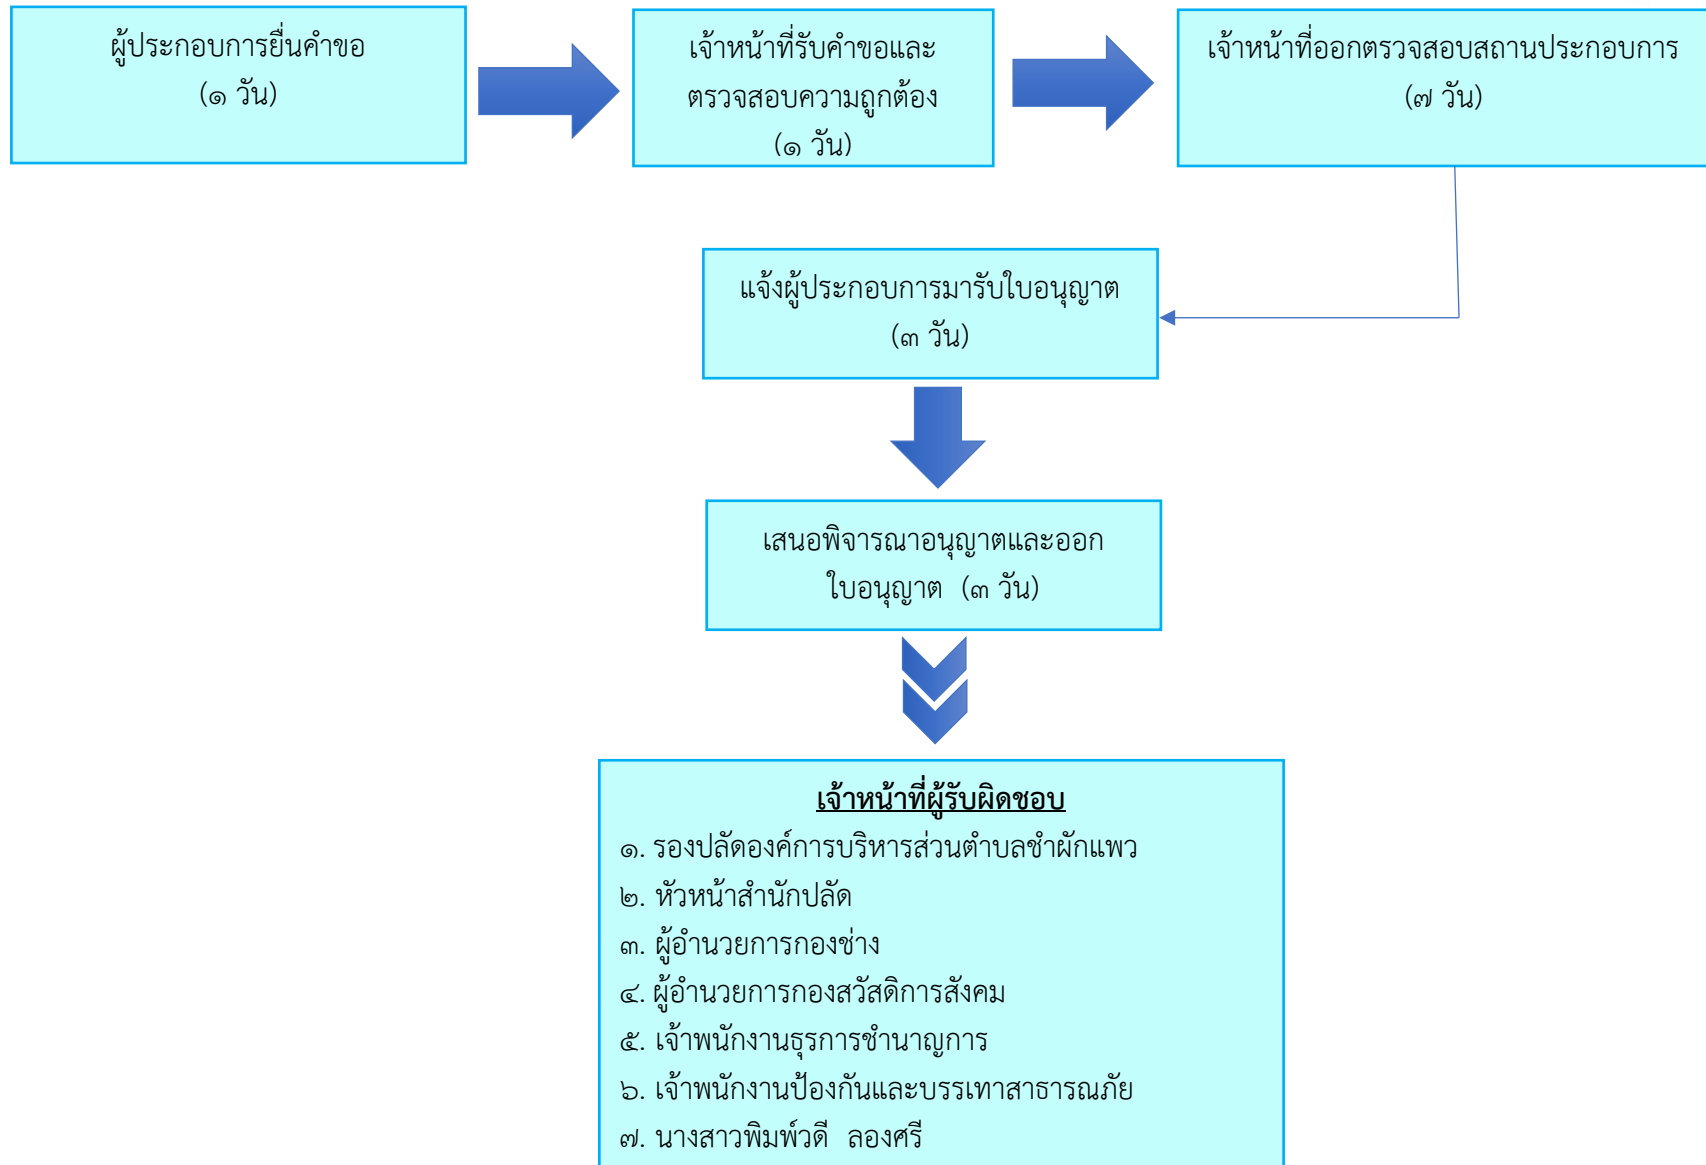 ผู้ประกอบการยื่นคำขอ
(๑ วัน)
เจ้าหน้าที่รับคำขอและ
ตรวจสอบความถูกต้อง
(๑ วัน)
เจ้าหน้าที่ออกตรวจสอบสถานประกอบการ
(๗ วัน)
แจ้งผู้ประกอบการมารับใบอนุญาต
(๓ วัน)
เสนอพิจารณาอนุญาตและออก
ใบอนุญาต (๓ วัน)
เจ้าหน้าที่ผู้รับผิดชอบ
๑. รองปลัดองค์การบริหารส่วนตำบลชำผักแพว
๒. หัวหน้าสำนักปลัด
๓. ผู้อำนวยการกองช่าง
๔. ผู้อำนวยการกองสวัสดิการสังคม
๕. เจ้าพนักงานธุรการชำนาญการ
๖. เจ้าพนักงานป้องกันและบรรเทาสาธารณภัย
๗. นางสาวพิมพ์วดี ลองศรี